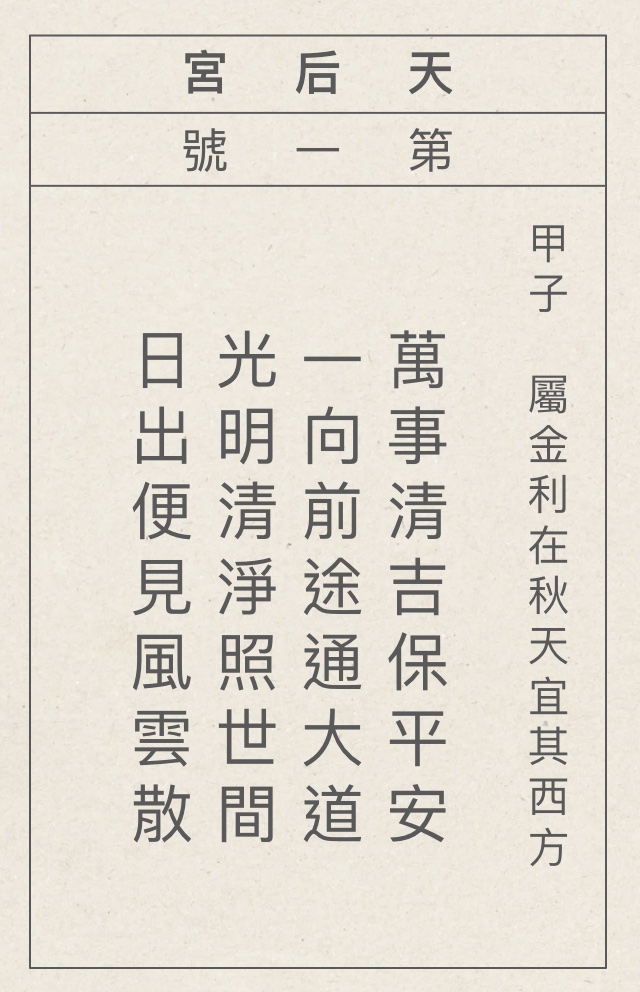 天后宮
第一號
甲子　屬金利在秋天宜其西方
萬事清吉保平安
一向前途通大道
光明清淨照世間
日出便見風雲散